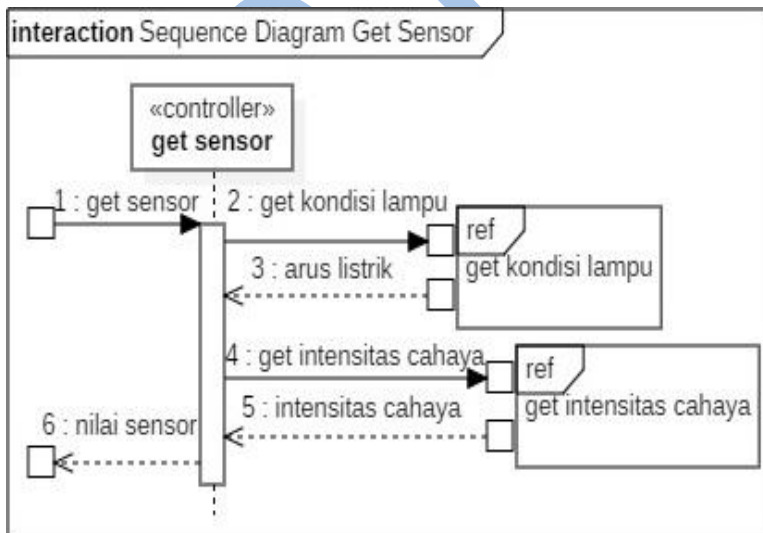 interaction Sequence Diagram Get Sensor
«controller»
get sensor
1 : get sensor
2 : get kondisi lampu
ref
get kondisi lampu
3 : arus listrik
4 : get intensitas cahaya
ref
get intensitas cahaya
5 : intensitas cahaya
6 : nilai sensor